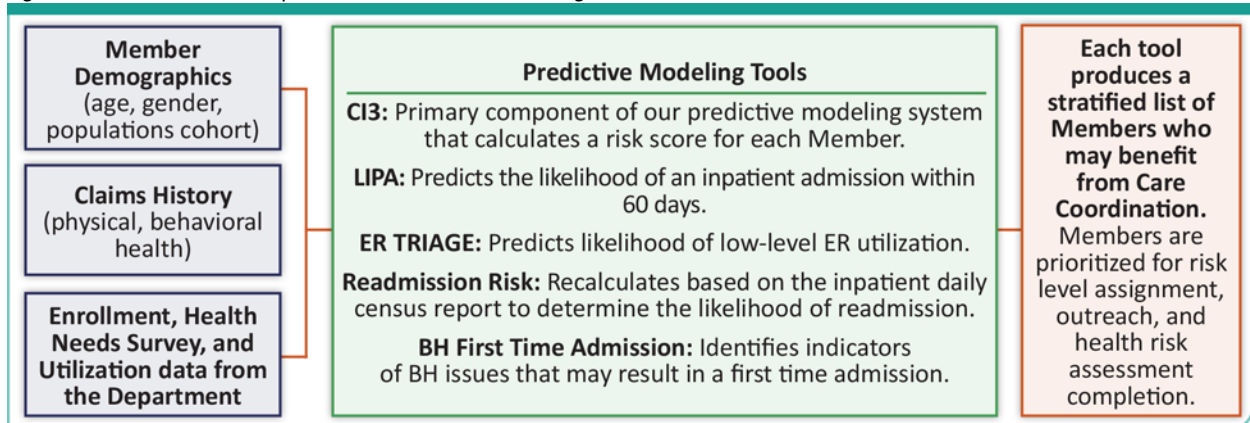 Member
Demographics
(age, gender,
populations cohort)
Claims History
(physical, behavioral
health)
Enrollment, Health
Needs Survey, and
Utilization data from
the Department
Predictive Modeling Tools
CI3: Primary component of our predictive modeling system
that calculates a risk score for each Member.
LIPA: Predicts the likelihood of an inpatient admission within
60 days.
ER TRIAGE: Predicts likelihood of low-level ER utilization.
Readmission Risk: Recalculates based on the inpatient daily
census report to determine the likelihood of readmission.
BH First Time Admission: Identifies indicators
of BH issues that may result in a first time admission.
Each tool
produces a
stratified list of
Members who
may benefit
from Care
Coordination.
Members are
prioritized for risk
level assignment,
outreach, and
health risk
assessment
completion.